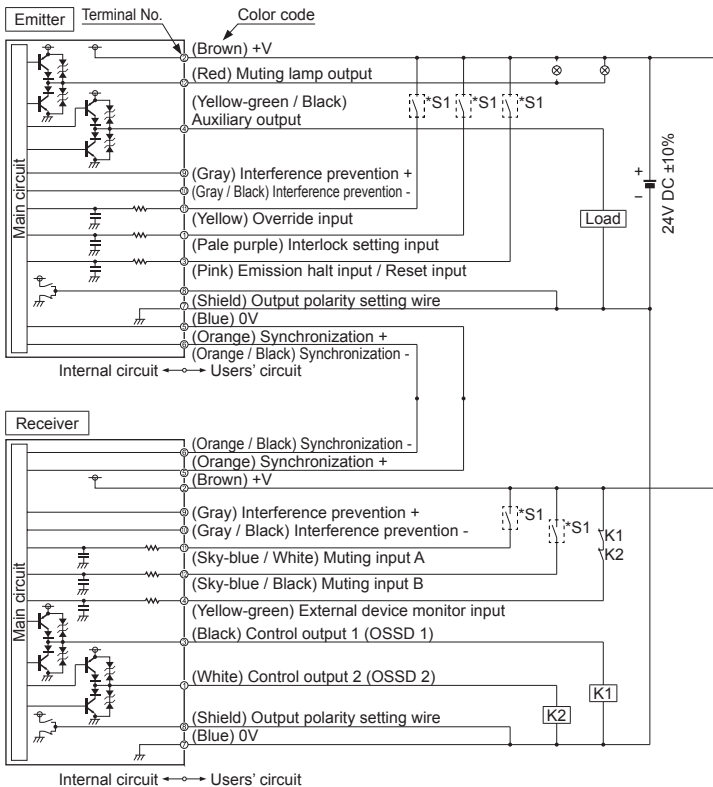 Emitter
Terminal No.
Color code
(Brown) +V
(Red) Muting lamp output
(Yellow-green / Black)
Auxiliary output
*S1 *S1 *S1
(Gray) Interference prevention +
(Gray / Black) Interference prevention -
(Yellow) Override input
(Pale purple) Interlock setting input
(Pink) Emission halt input / Reset input
(Shield) Output polarity setting wire
(Blue) 0V
(Orange) Synchronization +
(Orange / Black) Synchronization -
Main circuit
Load
+
−
24V DC ±10%
Internal circuit
Users' circuit
Receiver
(Orange / Black) Synchronization -
(Orange) Synchronization +
(Brown) +V
(Gray) Interference prevention +
(Gray / Black) Interference prevention -
*S1
*S1
K1
K2
(Sky-blue / White) Muting input A
(Sky-blue / Black) Muting input B
(Yellow-green) External device monitor input
(Black) Control output 1 (OSSD 1)
(White) Control output 2 (OSSD 2)
K1
K2
(Shield) Output polarity setting wire
(Blue) 0V
Main circuit
Internal circuit
Users' circuit